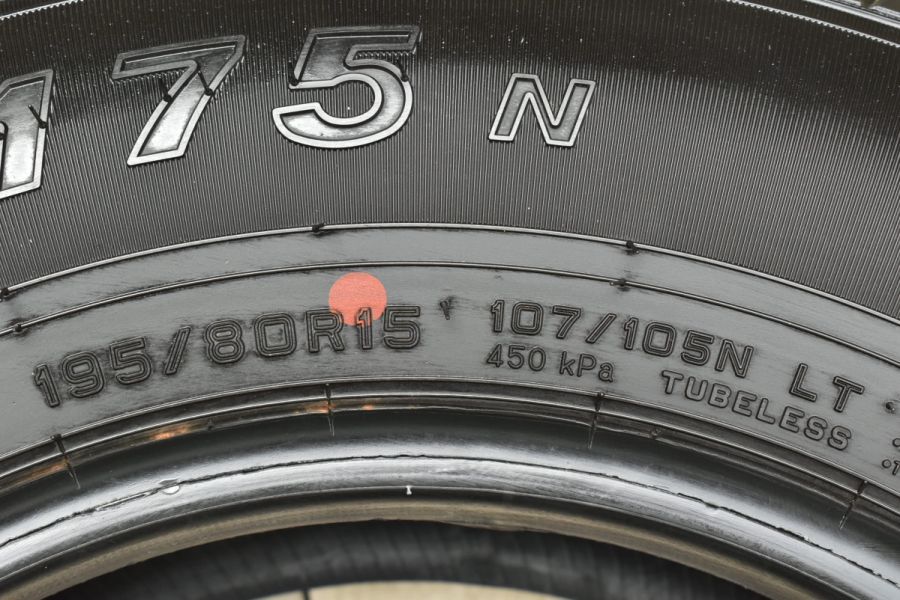 175 N
195/80R15 107/105N LT
450 kPa TUBELESS